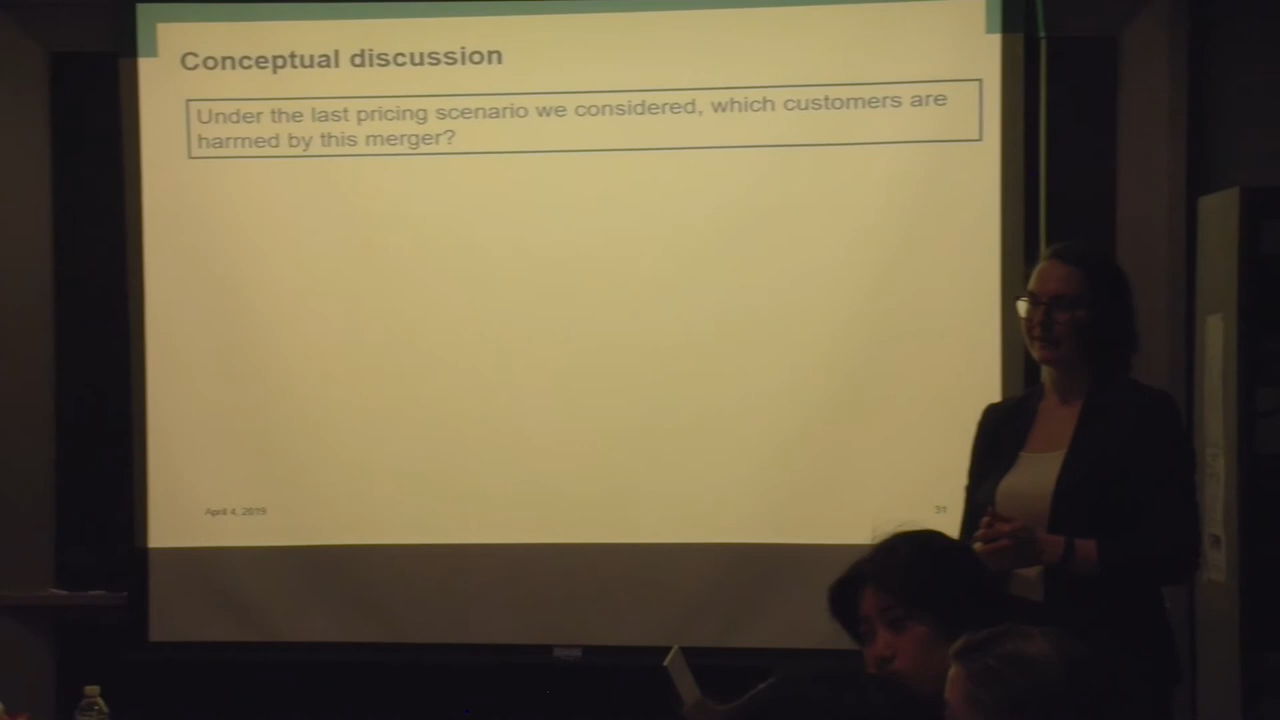 Conceptual discussion
Under the last pricing scenario we considered, which customers are
harmed by this merger?
April 4, 2019
31